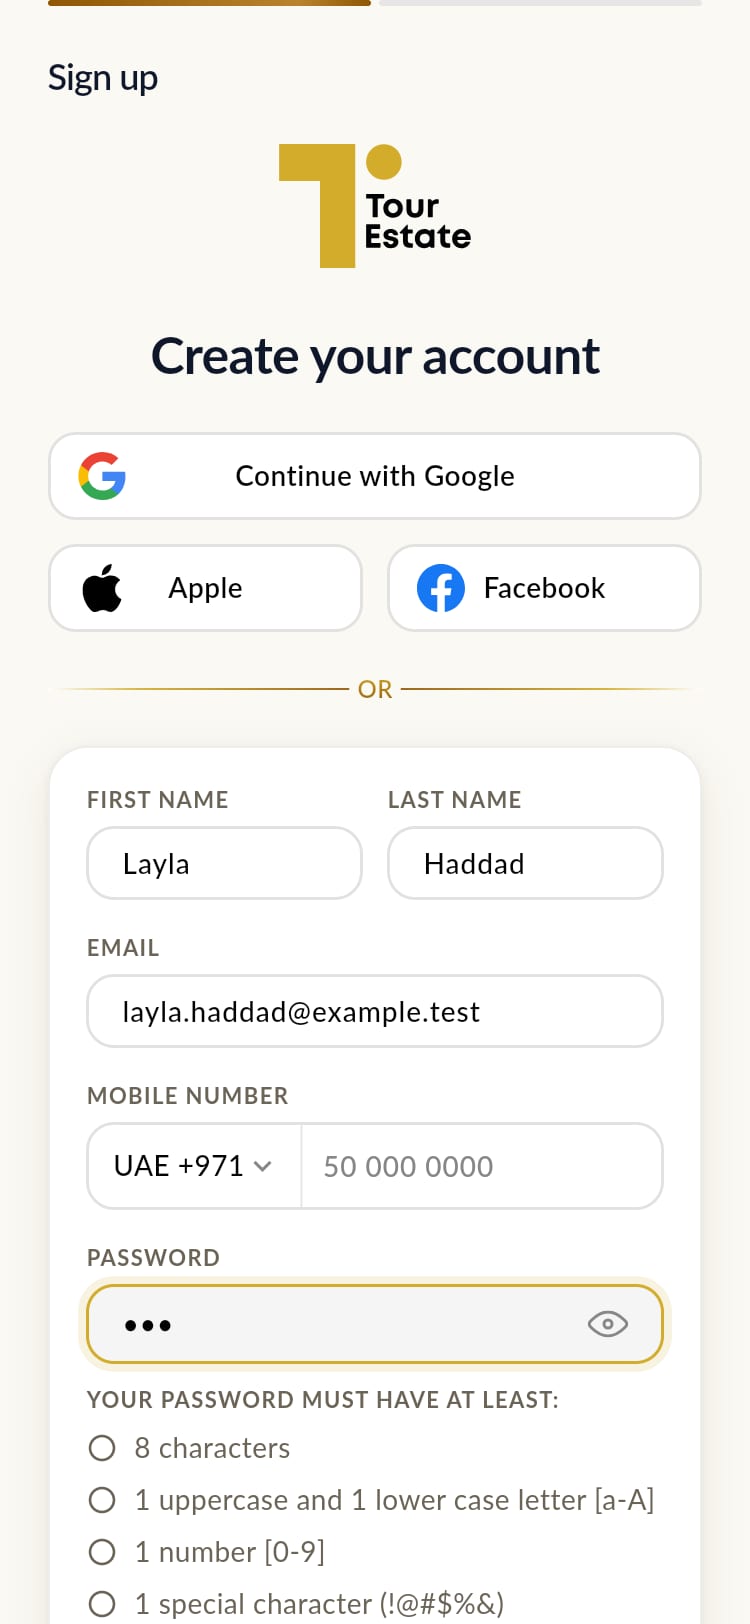 Sign up
Tour
Estate
Create your account
Continue with Google
Apple
Facebook
OR
FIRST NAME
LAST NAME
Layla
Haddad
EMAIL
layla.haddad@example.test
MOBILE NUMBER
UAE +971
50 000 0000
PASSWORD
•••
YOUR PASSWORD MUST HAVE AT LEAST:
8 characters
1 uppercase and 1 lower case letter [a-A]
1 number [0-9]
1 special character (!@#$%&)